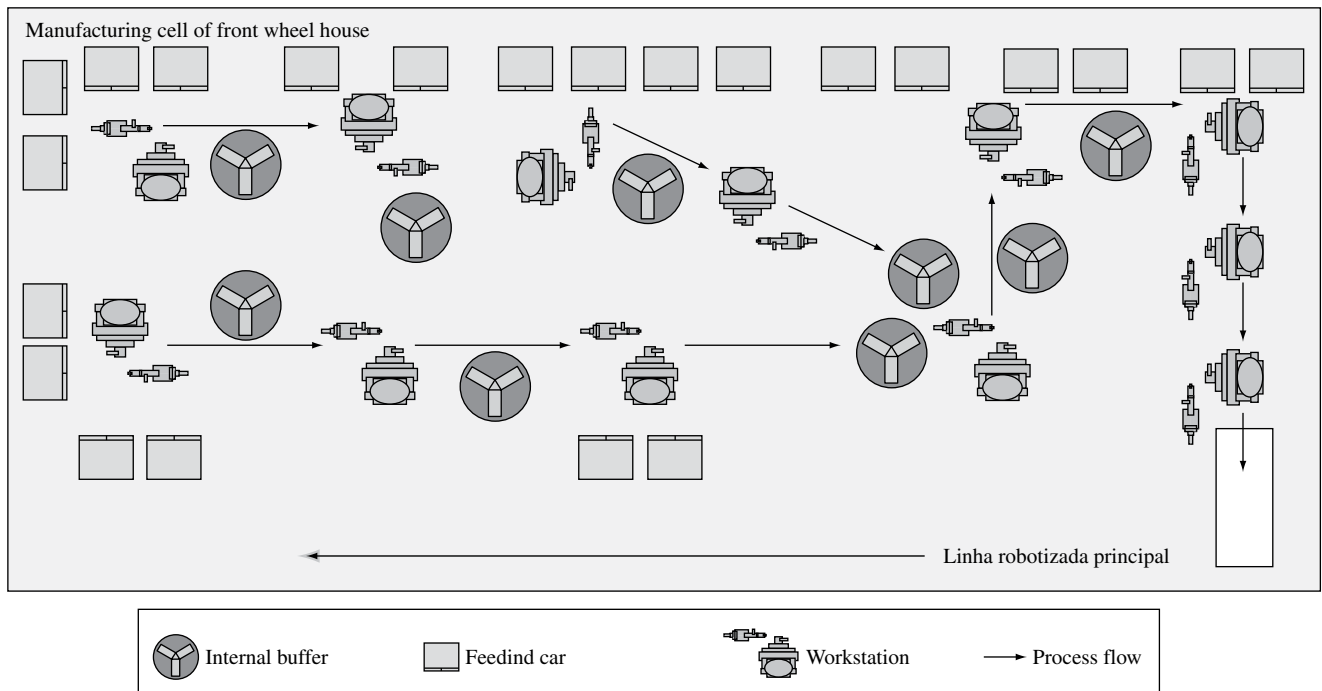 Manufacturing cell of front wheel house
Linha robotizada principal
Internal buffer
Feedind car
Workstation
Process flow